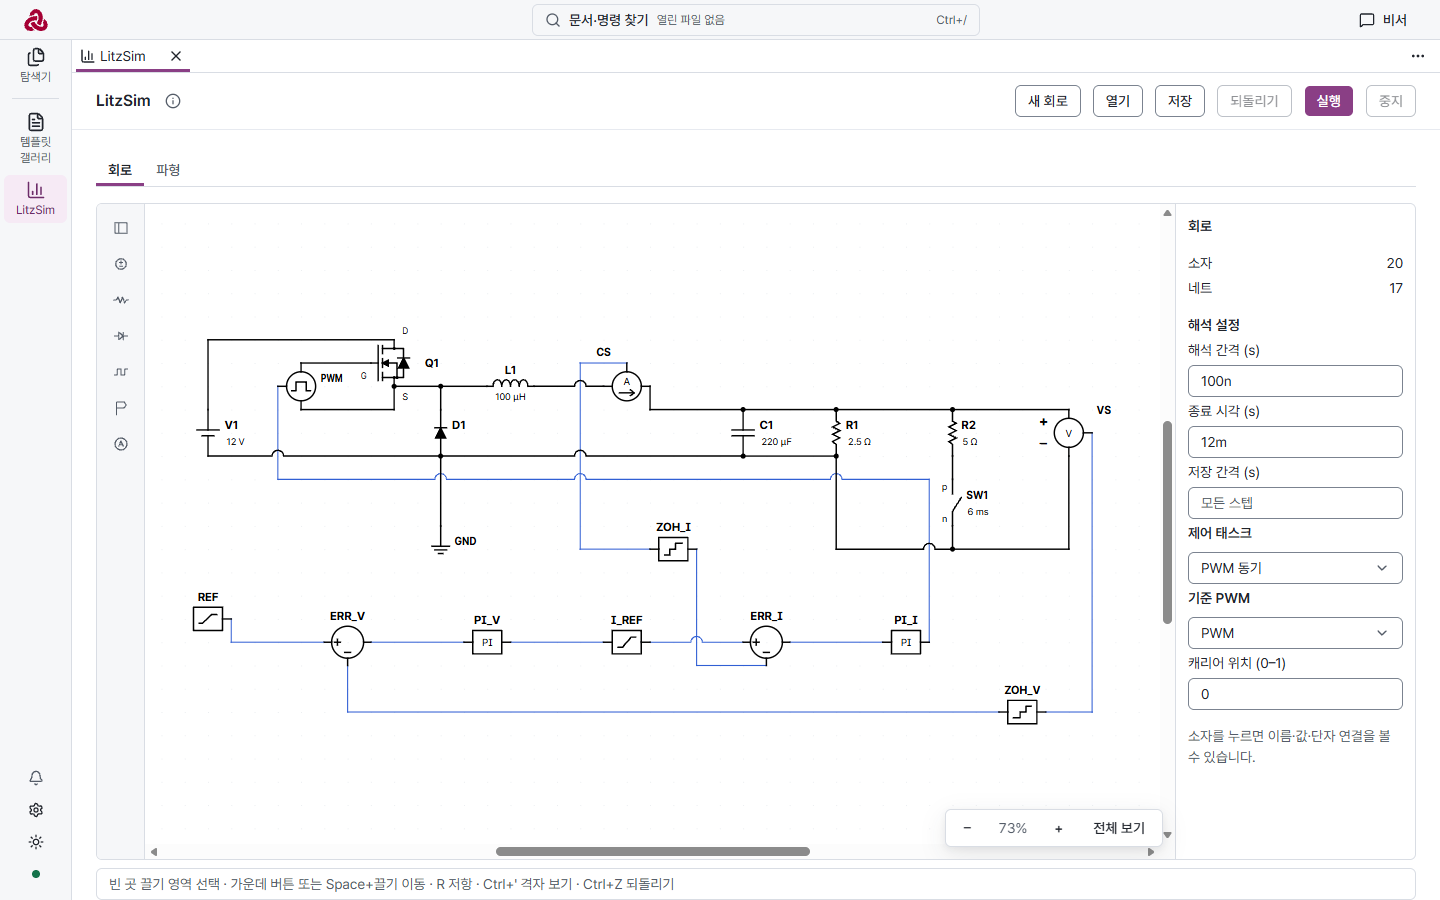 문서·명령 찾기 열린 파일 없음 Ctrl+/
비서
탐색기
템플릿
갤러리
LitzSim
LitzSim
LitzSim
새 회로 열기 저장 되돌리기 실행 중지
회로 파형
D
Q1
G
S
PWM
L1
100 µH
CS
A
V1
12 V
D1
C1
220 µF
R1
2.5 Ω
R2
5 Ω
VS
V
p
SW1
6 ms
n
GND
ZOH_I
REF
ERR_V
PI_V
PI
I_REF
ERR_I
PI_I
PI
ZOH_V
회로
소자 20
네트 17
해석 설정
해석 간격 (s)
100n
종료 시각 (s)
12m
저장 간격 (s)
모든 스텝
제어 태스크
PWM 동기
기준 PWM
PWM
캐리어 위치 (0–1)
0
소자를 누르면 이름·값·단자 연결을 볼
수 있습니다.
− 73% + 전체 보기
빈 곳 끌기 영역 선택 · 가운데 버튼 또는 Space+끌기 이동 · R 저항 · Ctrl+' 격자 보기 · Ctrl+Z 되돌리기